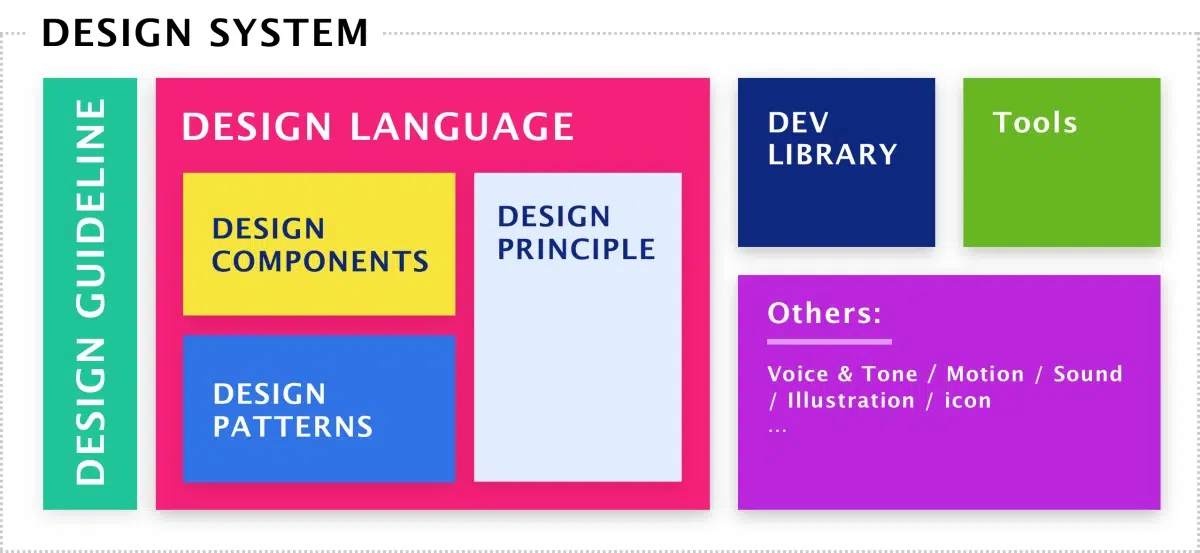 DESIGN SYSTEM
DESIGN GUIDELINE
DESIGN LANGUAGE
DESIGN
COMPONENTS
DESIGN
PATTERNS
DESIGN
PRINCIPLE
DEV
LIBRARY
Tools
Others:
Voice & Tone / Motion / Sound
/ Illustration / icon
...